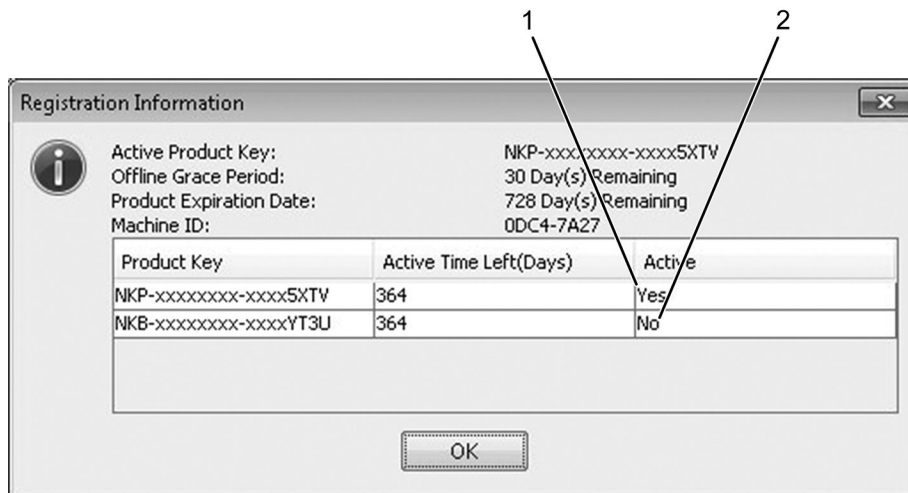 1 2
Registration Information
Active Product Key: NKP-xxxxxxxx-xxxx5XTV
Offline Grace Period: 30 Day(s) Remaining
Product Expiration Date: 728 Day(s) Remaining
Machine ID: 0DC4-7A27
Product Key Active Time Left(Days) Active
NKP-xxxxxxxx-xxxx5XTV 364 Yes
NKB-xxxxxxxx-xxxxYT3U 364 No
OK